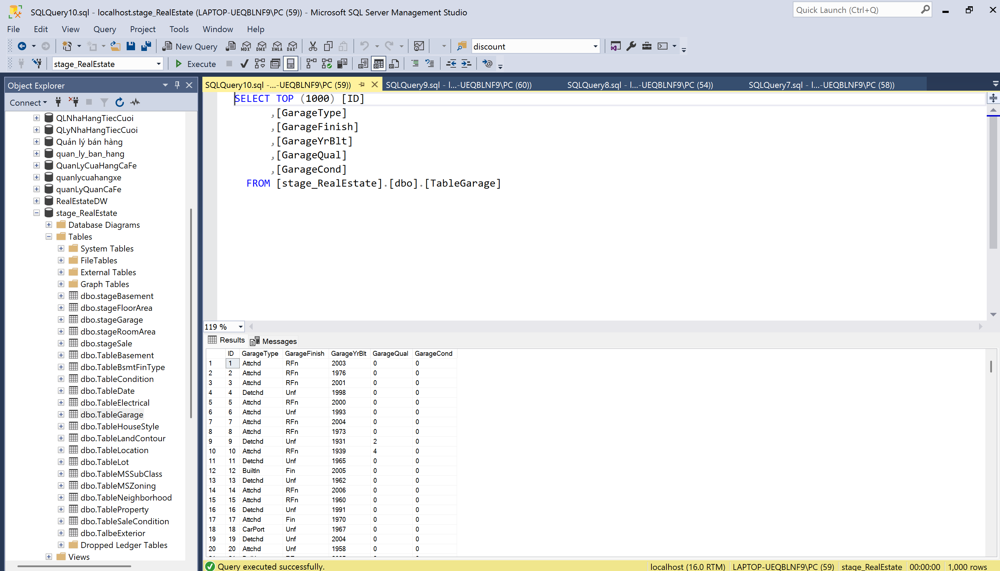 SQLQuery10.sql - localhost.stage_RealEstate (LAPTOP-UEQBLNF9\PC (59)) - Microsoft SQL Server Management Studio
Quick Launch (Ctrl+Q)
File Edit View Query Project Tools Window Help
New Query MDX DMX XMLA DAX discount
stage_RealEstate Execute
Object Explorer
Connect
QLNhaHangTiecCuoi
QLyNhaHangTiecCuoi
Quản lý bán hàng
quan_ly_ban_hang
QuanLyCuaHangCaFe
quanlycuahangxe
quanLyQuanCaFe
RealEstateDW
stage_RealEstate
Database Diagrams
Tables
System Tables
FileTables
External Tables
Graph Tables
dbo.stageBasement
dbo.stageFloorArea
dbo.stageGarage
dbo.stageRoomArea
dbo.stageSale
dbo.TableBasement
dbo.TableBsmtFinType
dbo.TableCondition
dbo.TableDate
dbo.TableElectrical
dbo.TableGarage
dbo.TableHouseStyle
dbo.TableLandContour
dbo.TableLocation
dbo.TableLot
dbo.TableMSSubClass
dbo.TableMSZoning
dbo.TableNeighborhood
dbo.TableProperty
dbo.TableSaleCondition
dbo.TalbeExterior
Dropped Ledger Tables
Views
SQLQuery10.sql -...-UEQBLNF9\PC (59)) SQLQuery9.sql - l...-UEQBLNF9\PC (60)) SQLQuery8.sql - l...-UEQBLNF9\PC (54)) SQLQuery7.sql - l...-UEQBLNF9\PC (58))
SELECT TOP (1000) [ID]
,[GarageType]
,[GarageFinish]
,[GarageYrBlt]
,[GarageQual]
,[GarageCond]
FROM [stage_RealEstate].[dbo].[TableGarage]
119 %
Results Messages
ID GarageType GarageFinish GarageYrBlt GarageQual GarageCond
1 1 Attchd RFn 2003 0 0
2 2 Attchd RFn 1976 0 0
3 3 Attchd RFn 2001 0 0
4 4 Detchd Unf 1998 0 0
5 5 Attchd RFn 2000 0 0
6 6 Attchd Unf 1993 0 0
7 7 Attchd RFn 2004 0 0
8 8 Attchd RFn 1973 0 0
9 9 Detchd Unf 1931 2 0
10 10 Attchd RFn 1939 4 0
11 11 Detchd Unf 1965 0 0
12 12 BuiltIn Fin 2005 0 0
13 13 Detchd Unf 1962 0 0
14 14 Attchd RFn 2006 0 0
15 15 Attchd RFn 1960 0 0
16 16 Detchd Unf 1991 0 0
17 17 Attchd Fin 1970 0 0
18 18 CarPort Unf 1967 0 0
19 19 Detchd Unf 2004 0 0
20 20 Attchd Unf 1958 0 0
Query executed successfully. localhost (16.0 RTM) LAPTOP-UEQBLNF9\PC (59) stage_RealEstate 00:00:00 1,000 rows